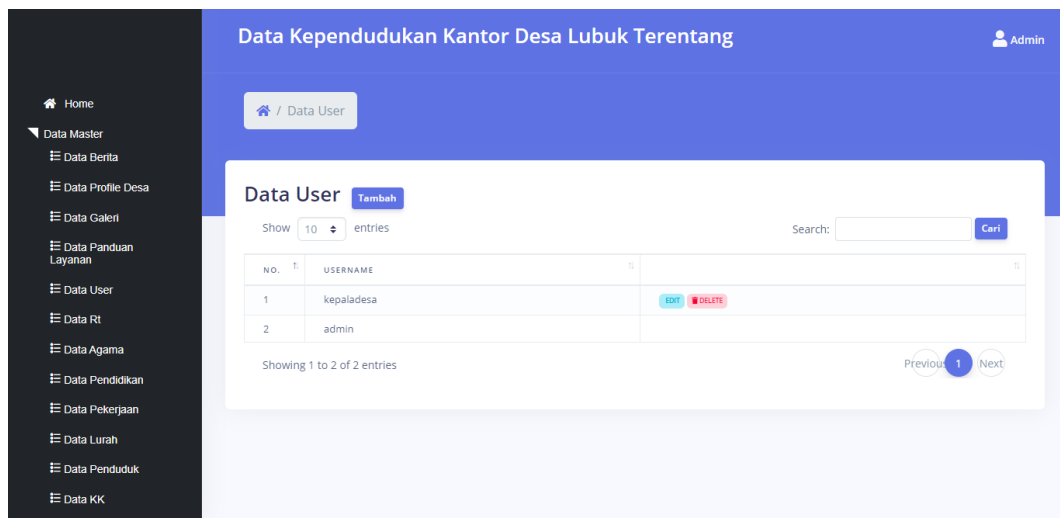 Data Kependudukan Kantor Desa Lubuk Terentang
Admin
Home
Data Master
Data Berita
Data Profile Desa
Data Galeri
Data Panduan
Layanan
Data User
Data Rt
Data Agama
Data Pendidikan
Data Pekerjaan
Data Lurah
Data Penduduk
Data KK
/ Data User
Data User Tambah
Show 10 entries Search: Cari
NO. USERNAME
1 kepaladesa EDIT DELETE
2 admin
Showing 1 to 2 of 2 entries Previous 1 Next